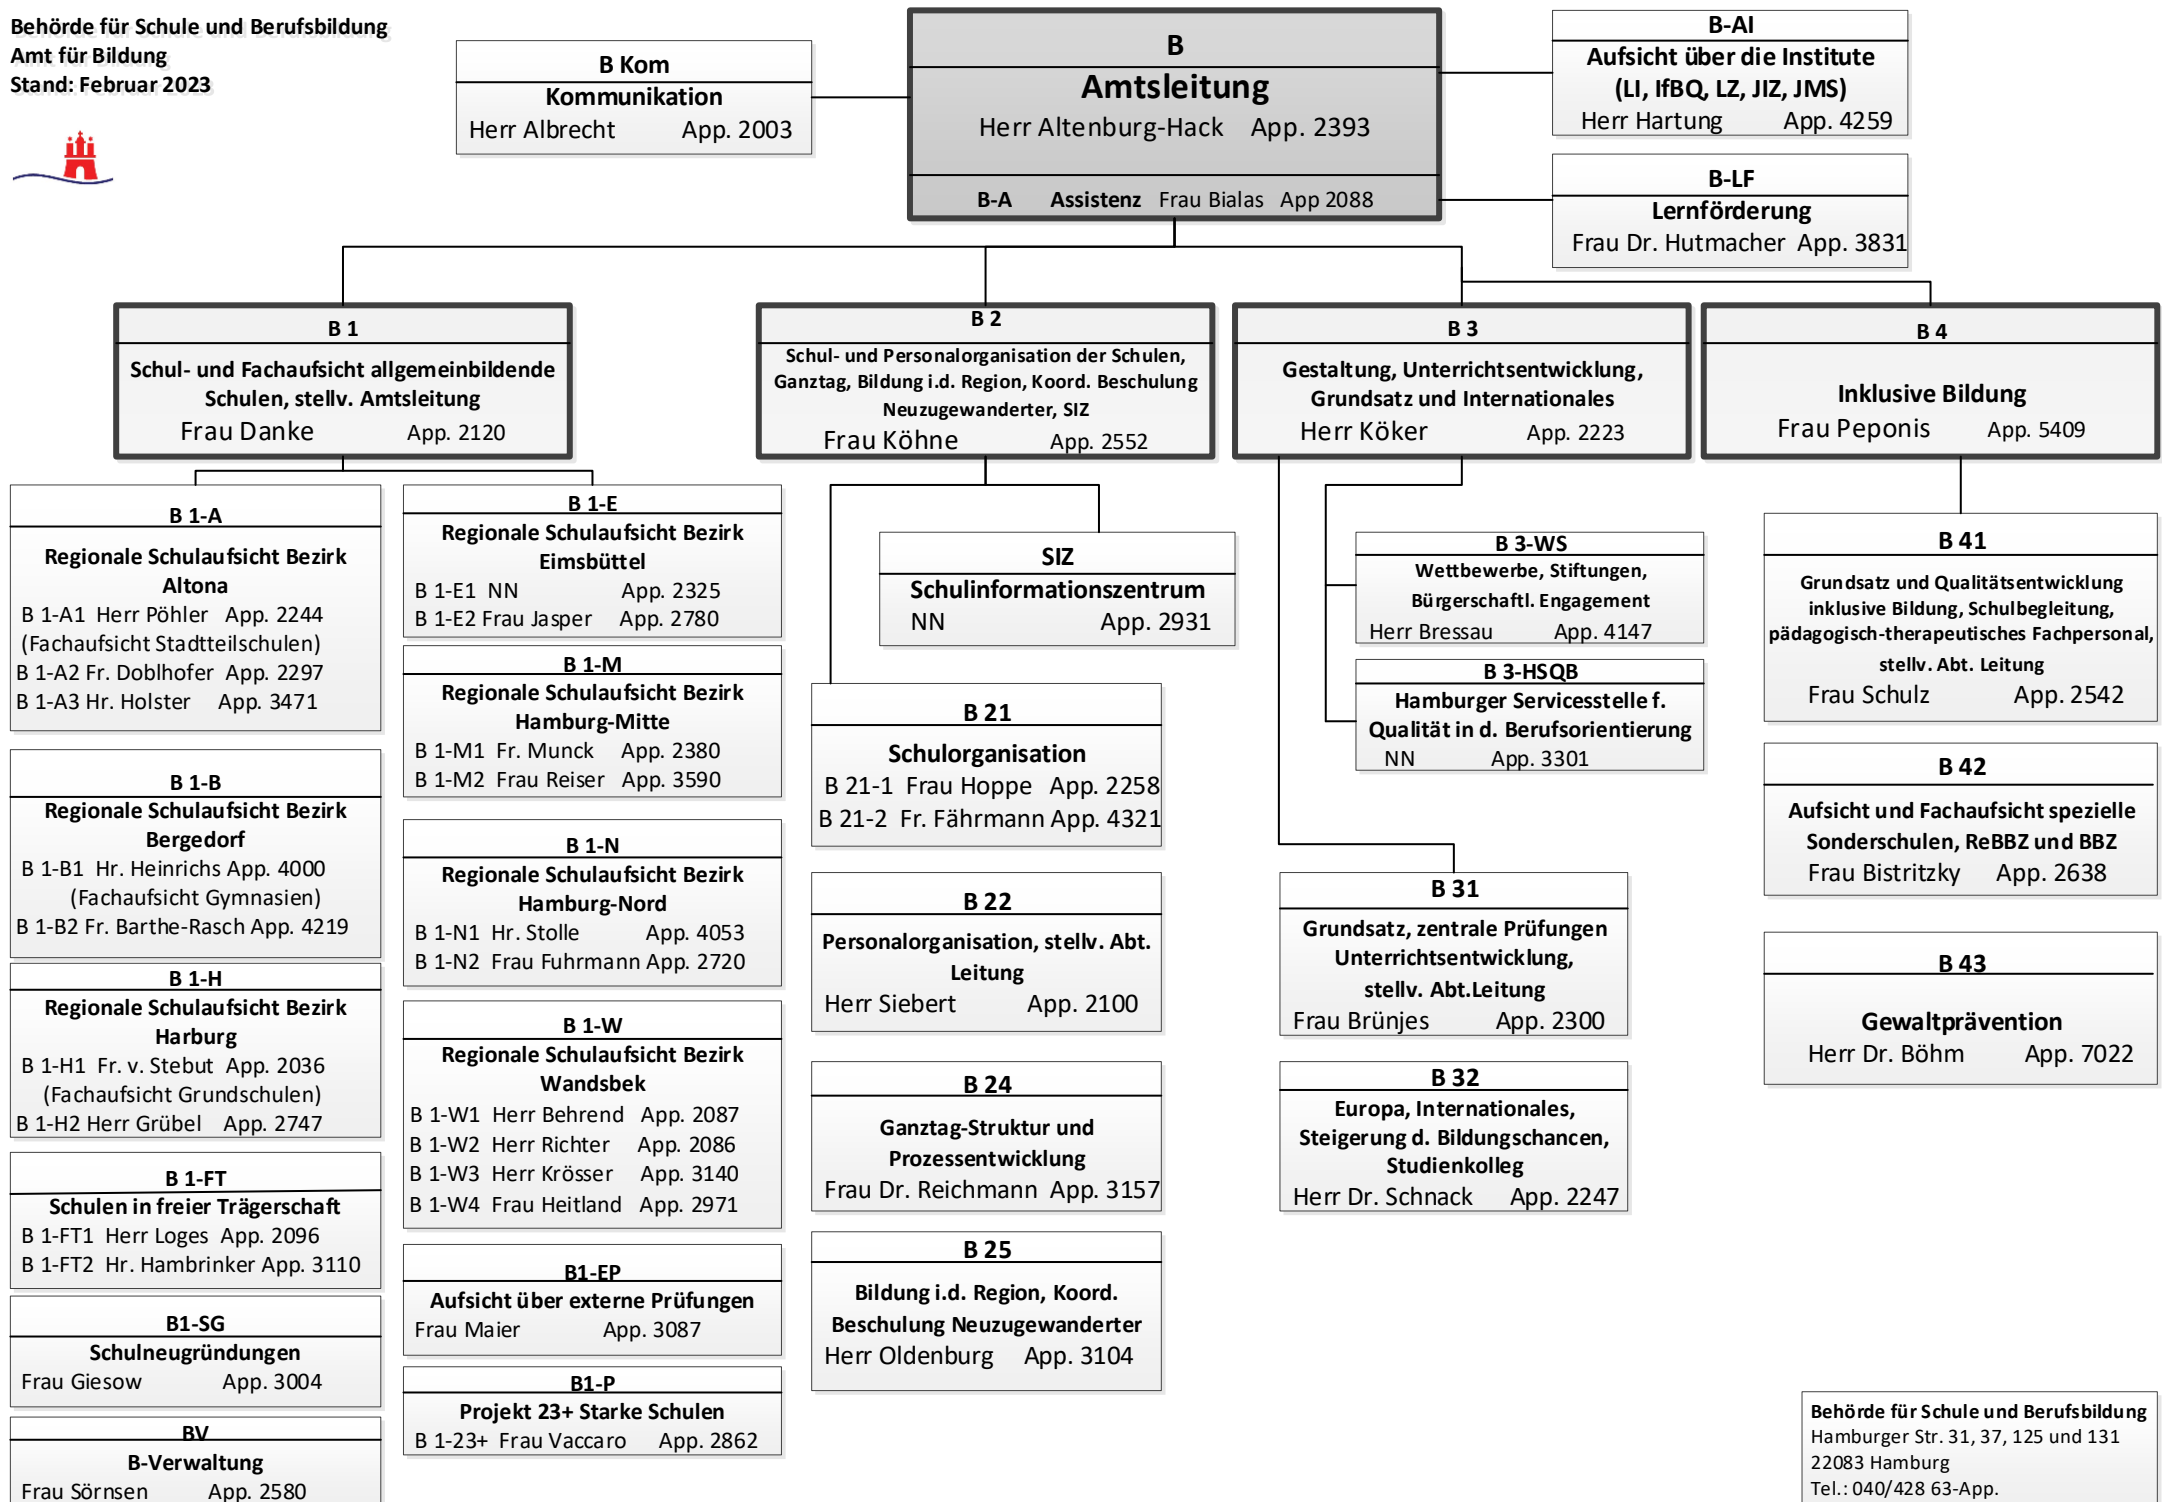 Behörde für Schule und Berufsbildung
Amt für Bildung
Stand: Februar 2023
B Kom
Kommunikation
Herr Albrecht App. 2003
B
Amtsleitung
Herr Altenburg-Hack App. 2393
B-A Assistenz Frau Bialas App 2088
B-AI
Aufsicht über die Institute
(LI, IfBQ, LZ, JIZ, JMS)
Herr Hartung App. 4259
B-LF
Lernförderung
Frau Dr. Hutmacher App. 3831
B 1
Schul- und Fachaufsicht allgemeinbildende
Schulen, stellv. Amtsleitung
Frau Danke App. 2120
B 2
Schul- und Personalorganisation der Schulen,
Ganztag, Bildung i.d. Region, Koord. Beschulung
Neuzugewanderter, SIZ
Frau Köhne App. 2552
B 3
Gestaltung, Unterrichtsentwicklung,
Grundsatz und Internationales
Herr Köker App. 2223
B 4
Inklusive Bildung
Frau Peponis App. 5409
B 1-A
Regionale Schulaufsicht Bezirk
Altona
B 1-A1 Herr Pöhler App. 2244
(Fachaufsicht Stadtteilschulen)
B 1-A2 Fr. Doblhofer App. 2297
B 1-A3 Hr. Holster App. 3471
B 1-B
Regionale Schulaufsicht Bezirk
Bergedorf
B 1-B1 Hr. Heinrichs App. 4000
(Fachaufsicht Gymnasien)
B 1-B2 Fr. Barthe-Rasch App. 4219
B 1-H
Regionale Schulaufsicht Bezirk
Harburg
B 1-H1 Fr. v. Stebut App. 2036
(Fachaufsicht Grundschulen)
B 1-H2 Herr Grübel App. 2747
B 1-FT
Schulen in freier Trägerschaft
B 1-FT1 Herr Loges App. 2096
B 1-FT2 Hr. Hambrinker App. 3110
B1-SG
Schulneugründungen
Frau Giesow App. 3004
BV
B-Verwaltung
Frau Sörnsen App. 2580
B 1-E
Regionale Schulaufsicht Bezirk
Eimsbüttel
B 1-E1 NN App. 2325
B 1-E2 Frau Jasper App. 2780
B 1-M
Regionale Schulaufsicht Bezirk
Hamburg-Mitte
B 1-M1 Fr. Munck App. 2380
B 1-M2 Frau Reiser App. 3590
B 1-N
Regionale Schulaufsicht Bezirk
Hamburg-Nord
B 1-N1 Hr. Stolle App. 4053
B 1-N2 Frau Fuhrmann App. 2720
B 1-W
Regionale Schulaufsicht Bezirk
Wandsbek
B 1-W1 Herr Behrend App. 2087
B 1-W2 Herr Richter App. 2086
B 1-W3 Herr Krösser App. 3140
B 1-W4 Frau Heitland App. 2971
B1-EP
Aufsicht über externe Prüfungen
Frau Maier App. 3087
B1-P
Projekt 23+ Starke Schulen
B 1-23+ Frau Vaccaro App. 2862
SIZ
Schulinformationszentrum
NN App. 2931
B 21
Schulorganisation
B 21-1 Frau Hoppe App. 2258
B 21-2 Fr. Fährmann App. 4321
B 22
Personalorganisation, stellv. Abt.
Leitung
Herr Siebert App. 2100
B 24
Ganztag-Struktur und
Prozessentwicklung
Frau Dr. Reichmann App. 3157
B 25
Bildung i.d. Region, Koord.
Beschulung Neuzugewanderter
Herr Oldenburg App. 3104
B 3-WS
Wettbewerbe, Stiftungen,
Bürgerschaftl. Engagement
Herr Bressau App. 4147
B 3-HSQB
Hamburger Servicesstelle f.
Qualität in d. Berufsorientierung
NN App. 3301
B 31
Grundsatz, zentrale Prüfungen
Unterrichtsentwicklung,
stellv. Abt.Leitung
Frau Brünjes App. 2300
B 32
Europa, Internationales,
Steigerung d. Bildungschancen,
Studienkolleg
Herr Dr. Schnack App. 2247
B 41
Grundsatz und Qualitätsentwicklung
inklusive Bildung, Schulbegleitung,
pädagogisch-therapeutisches Fachpersonal,
stellv. Abt. Leitung
Frau Schulz App. 2542
B 42
Aufsicht und Fachaufsicht spezielle
Sonderschulen, ReBBZ und BBZ
Frau Bistritzky App. 2638
B 43
Gewaltprävention
Herr Dr. Böhm App. 7022
Behörde für Schule und Berufsbildung
Hamburger Str. 31, 37, 125 und 131
22083 Hamburg
Tel.: 040/428 63-App.